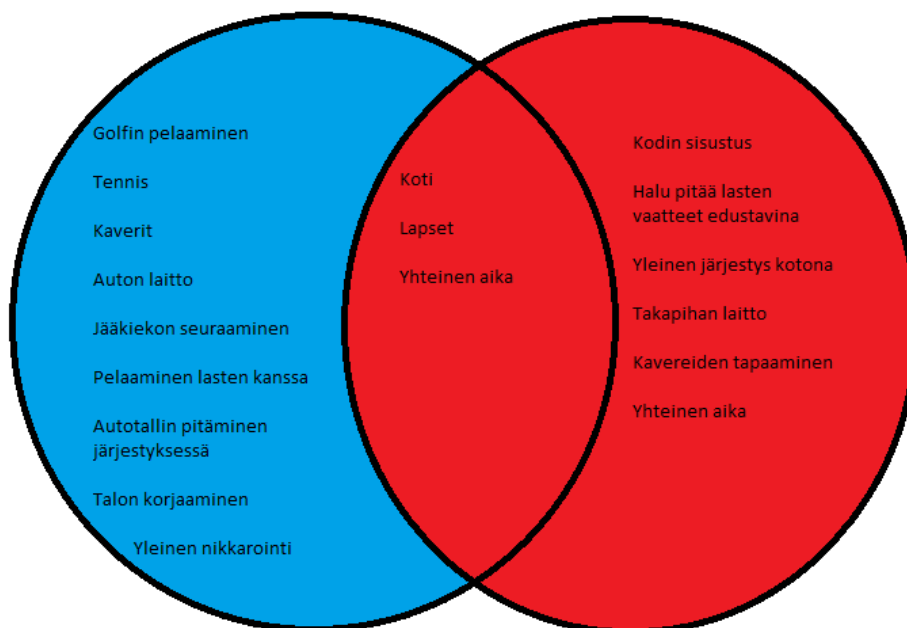 Golfin pelaaminen
Tennis
Kaverit
Auton laitto
Jääkiekon seuraaminen
Pelaaminen lasten kanssa
Autotallin pitäminen
järjestyksessä
Talon korjaaminen
Yleinen nikkarointi
Koti
Lapset
Yhteinen aika
Kodin sisustus
Halu pitää lasten
vaatteet edustavina
Yleinen järjestys kotona
Takapihan laitto
Kavereiden tapaaminen
Yhteinen aika